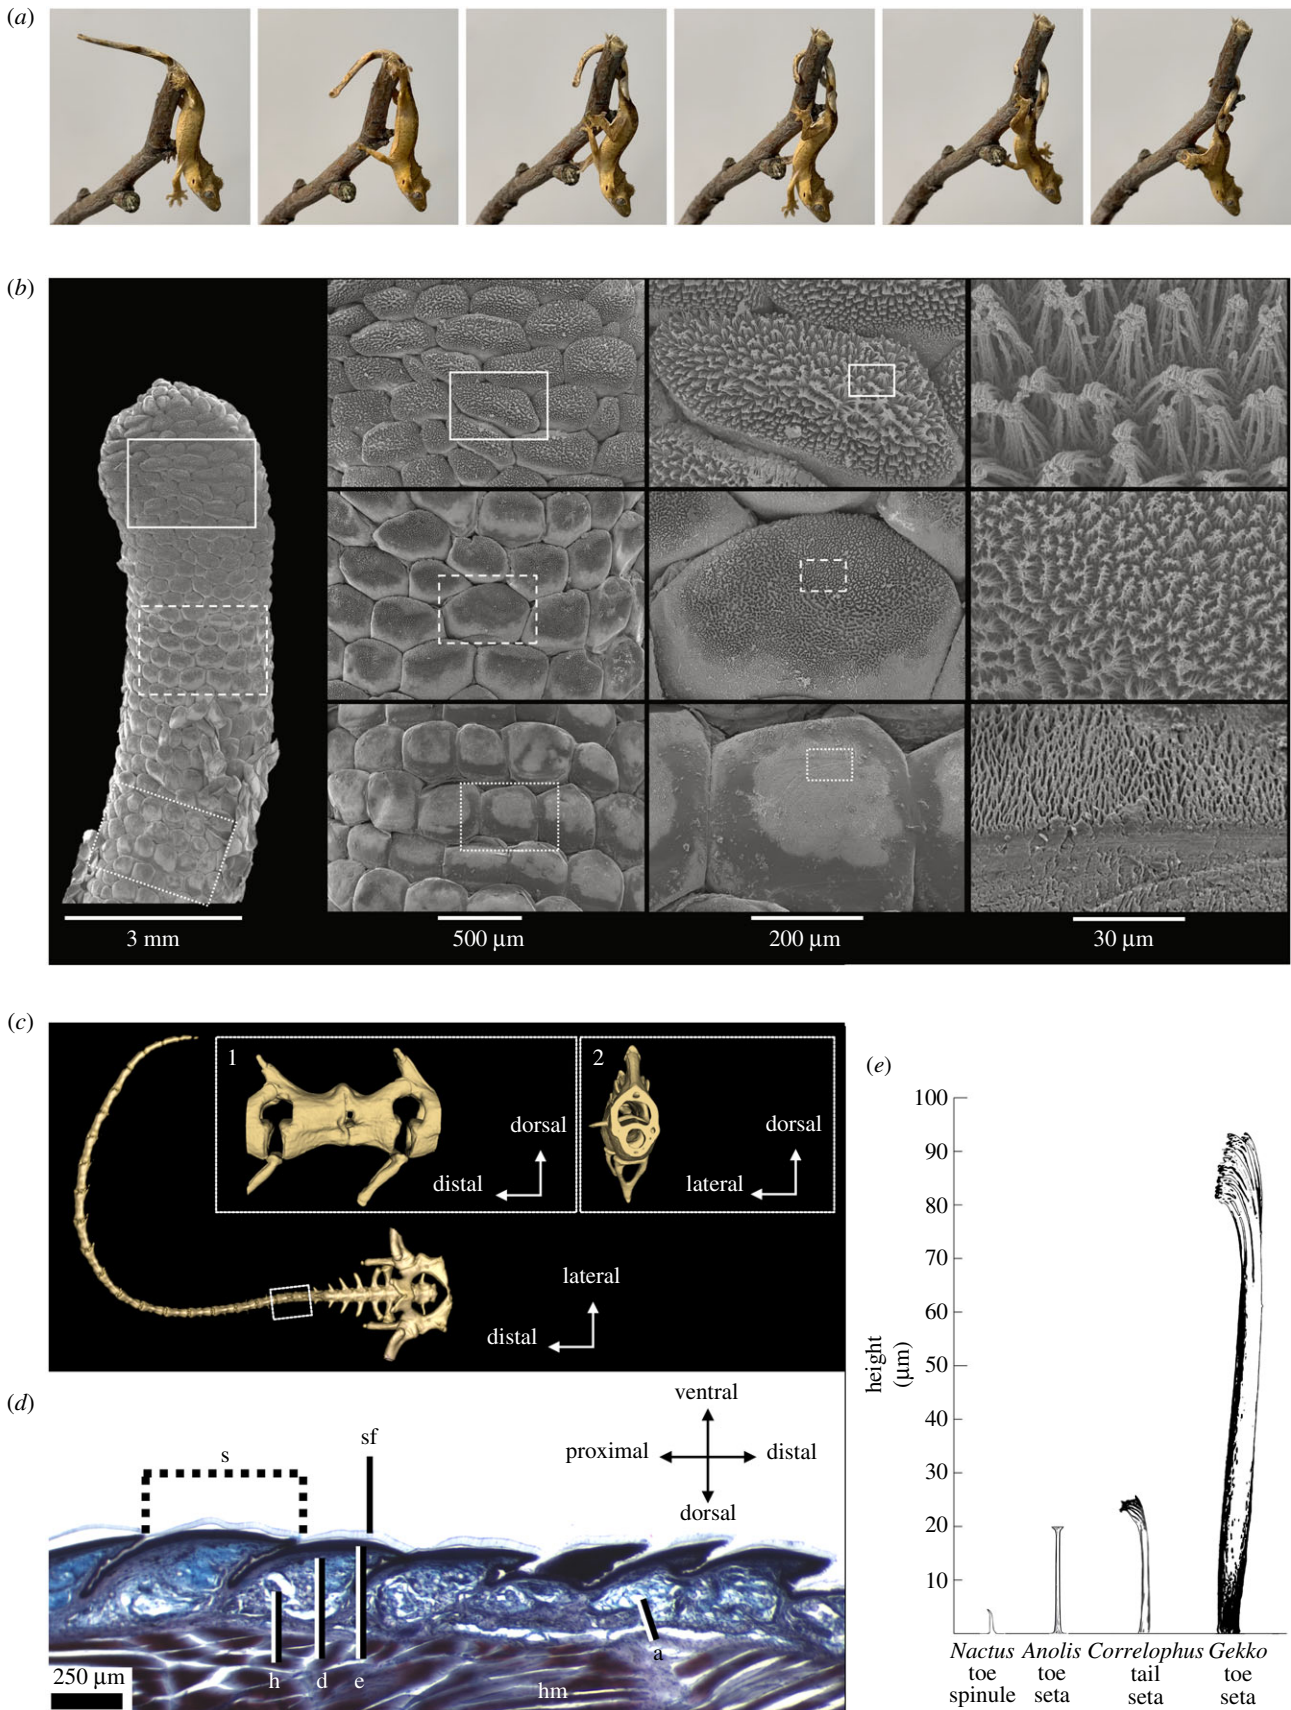 (a)
(b)
3 mm
500 µm
200 µm
30 µm
(c)
1
dorsal
distal
2
dorsal
lateral
lateral
distal
(d)
s
sf
ventral
proximal
distal
dorsal
h
d
e
a
hm
250 µm
(e)
100
90
80
70
60
50
40
30
20
10
height
(µm)
Nactus Anolis Correlophus Gekko
toe toe tail toe
spinule seta seta seta